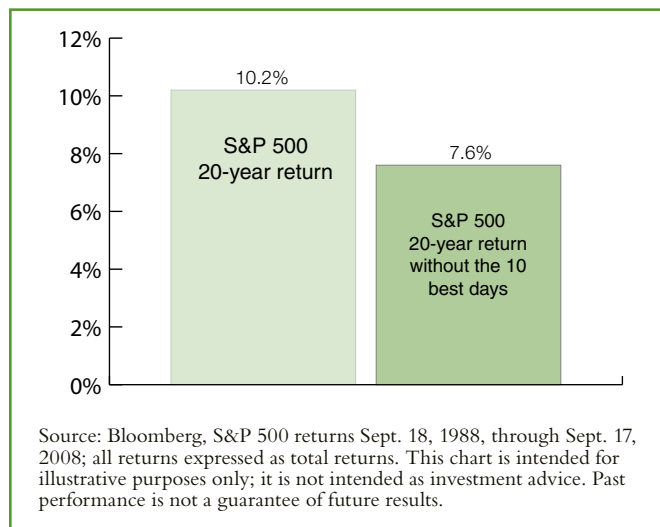 12%
10%
8%
6%
4%
2%
0%
10.2%
S&P 500
20-year return
7.6%
S&P 500
20-year return
without the 10
best days
Source: Bloomberg, S&P 500 returns Sept. 18, 1988, through Sept. 17,
2008; all returns expressed as total returns. This chart is intended for
illustrative purposes only; it is not intended as investment advice. Past
performance is not a guarantee of future results.